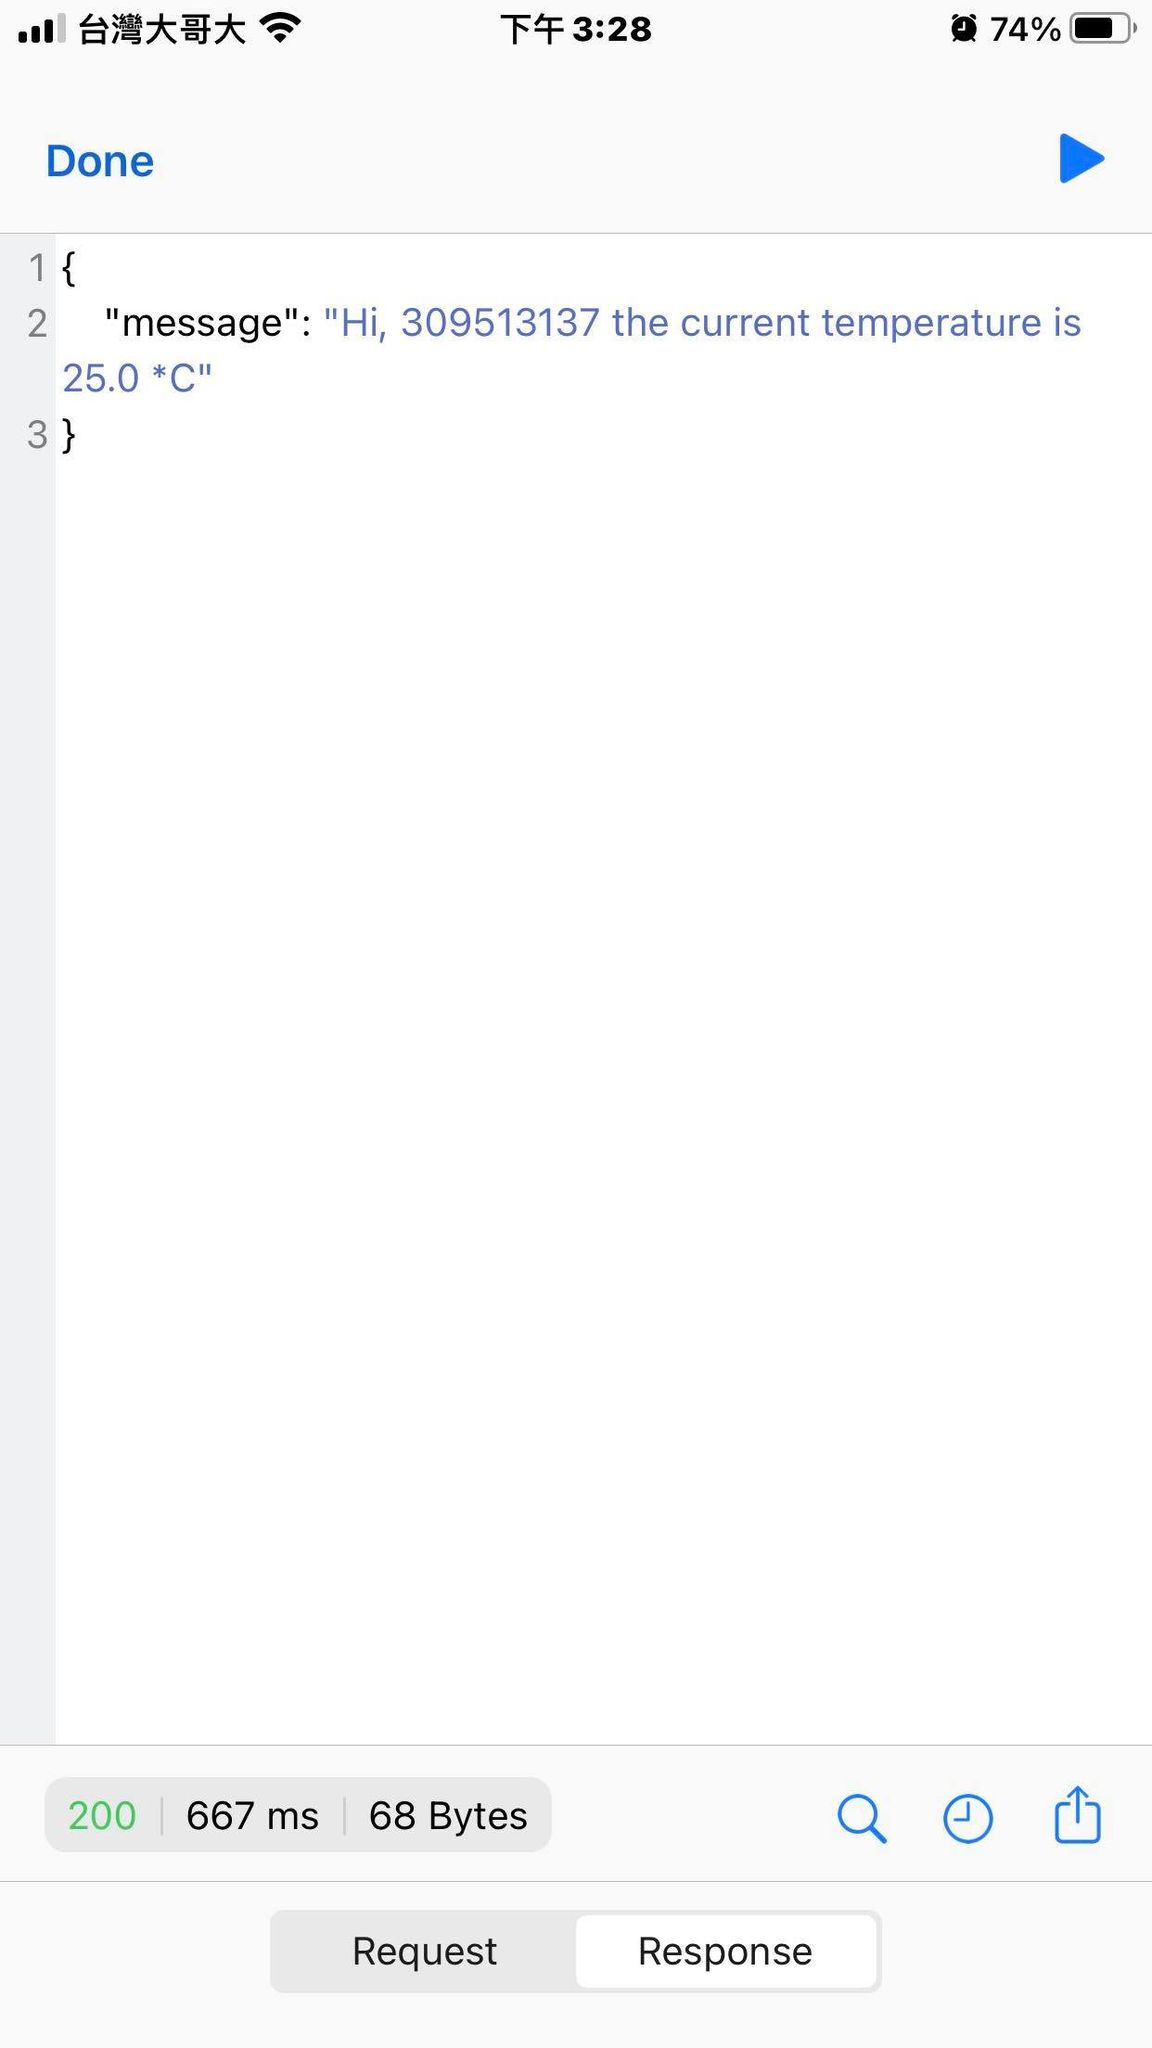 台灣大哥大 下午 3:28 74%
Done
1 {
2 "message": "Hi, 309513137 the current temperature is
25.0 *C"
3 }
200 667 ms 68 Bytes
Request Response